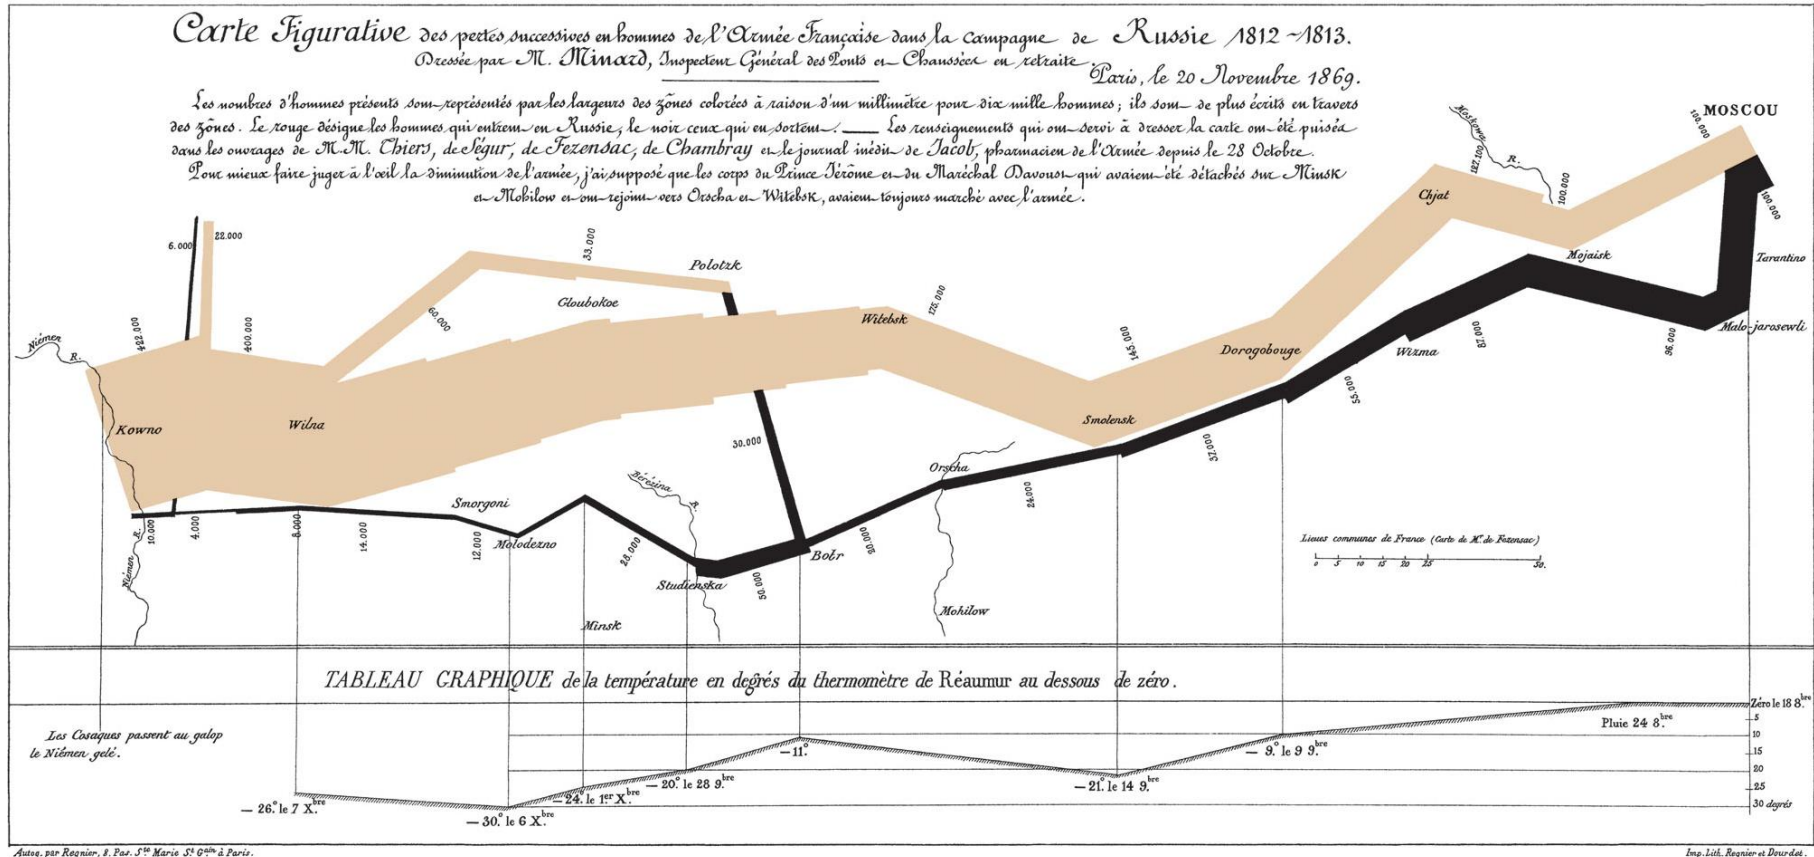 Carte Figurative des pertes successives en hommes de l'Armée Française dans la campagne de Russie 1812~1813.
Dressée par M. Minard, Inspecteur Général des Ponts et Chaussées en retraite.
Paris, le 20 Novembre 1869.
Les nombres d'hommes présents sont représentés par les largeurs des zônes colorées à raison d'un millimètre pour dix mille hommes; ils sont de plus écrits en travers
des zônes. Le rouge désigne les hommes qui entrent en Russie, le noir ceux qui en sortent. — Les renseignements qui ont servi à dresser la carte ont été puisés
dans les ouvrages de M.M. Thiers, de Ségur, de Fezensac, de Chambray et le journal inédit de Jacob, pharmacien de l'Armée depuis le 28 Octobre.
Pour mieux faire juger à l'œil la diminution de l'armée, j'ai supposé que les corps du Prince Jérôme et du Maréchal Davoust qui avaient été détachés sur Minsk
et Mohilow et ont rejoint vers Orscha et Witebsk, avaient toujours marché avec l'armée.
MOSCOU
100.000
Moskowa
R.
122.100
100.000
Chjat
100.000
6.000
22.000
33.000
Polotzk
Mojaisk
Tarantino
Gloubokoe
60.000
175.000
Witebsk
Niémen
R.
422.000
400.000
145.000
Dorogobouge
Wizma
87.000
96.000
Malo-jarosewli
55.000
Kowno
Wilna
Smolensk
30.000
37.000
Orscha
Bérézina
R.
24.000
Smorgoni
Molodezno
10.000
R.
4.000
8.000
14.000
12.000
28.000
20.000
Bobr
Niémen
Studienska
50.000
Lieues communes de France (Carte de M. de Fezensac)
0 5 10 15 20 25 50.
Mohilow
Minsk
TABLEAU GRAPHIQUE de la température en degrés du thermomètre de Réaumur au dessous de zéro.
Zéro le 18 8.bre
Pluie 24 8.bre
5
Les Cosaques passent au galop
le Niémen gelé.
10
— 11.°
— 9.° le 9 9.bre
15
20
— 20.° le 28 9.bre
— 21.° le 14 9.bre
25
— 24.° le 1.er X.bre
30 degrés
— 26.° le 7 X.bre
— 30.° le 6 X.bre
Autog. par Regnier, 8. Pas. S.te Marie S.t G.ain à Paris.
Imp. Lith. Regnier et Dourdet.